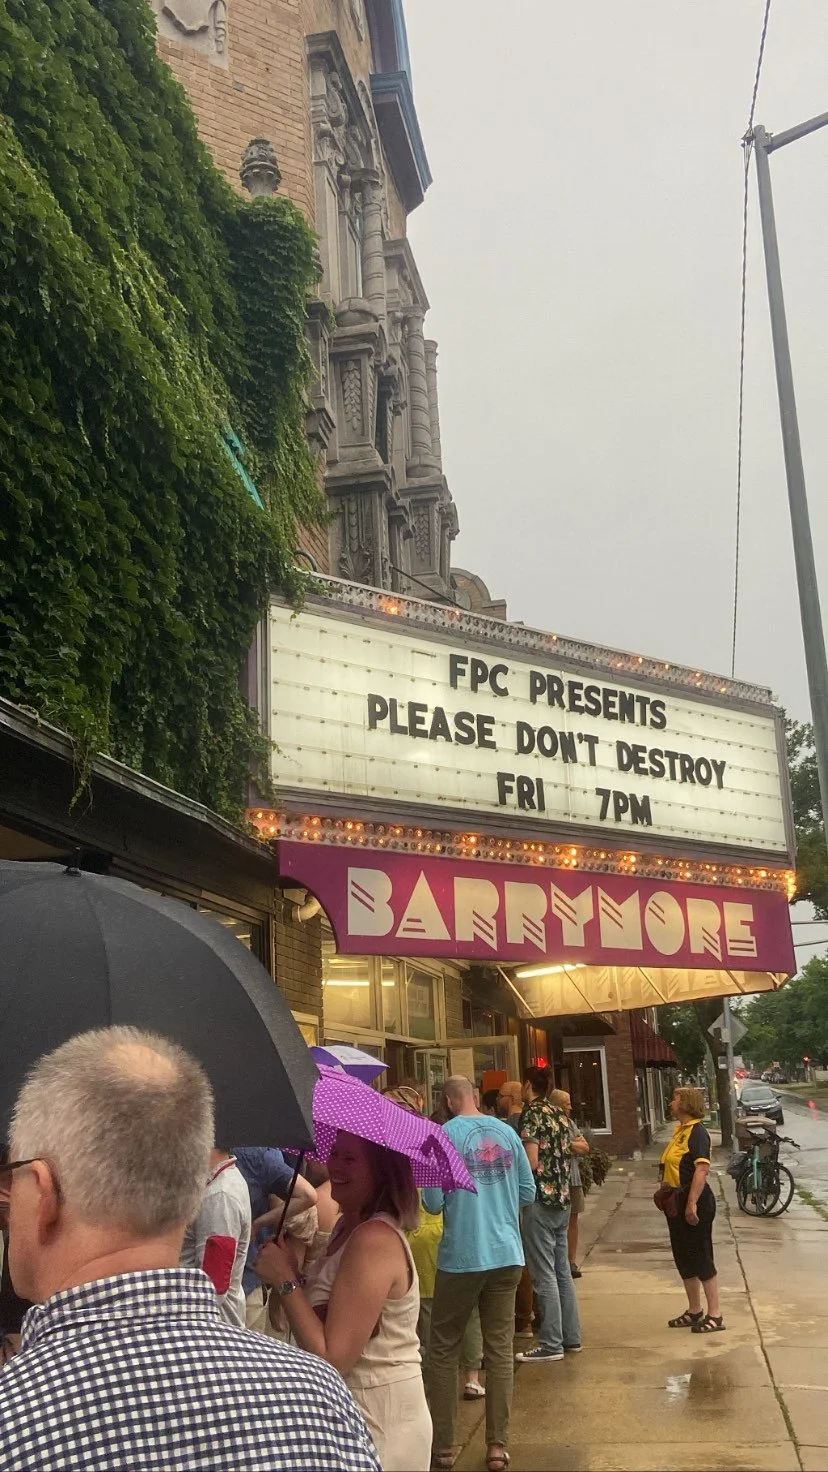 FPC PRESENTS
PLEASE DON'T DESTROY
FRI 7PM
BARRYMORE